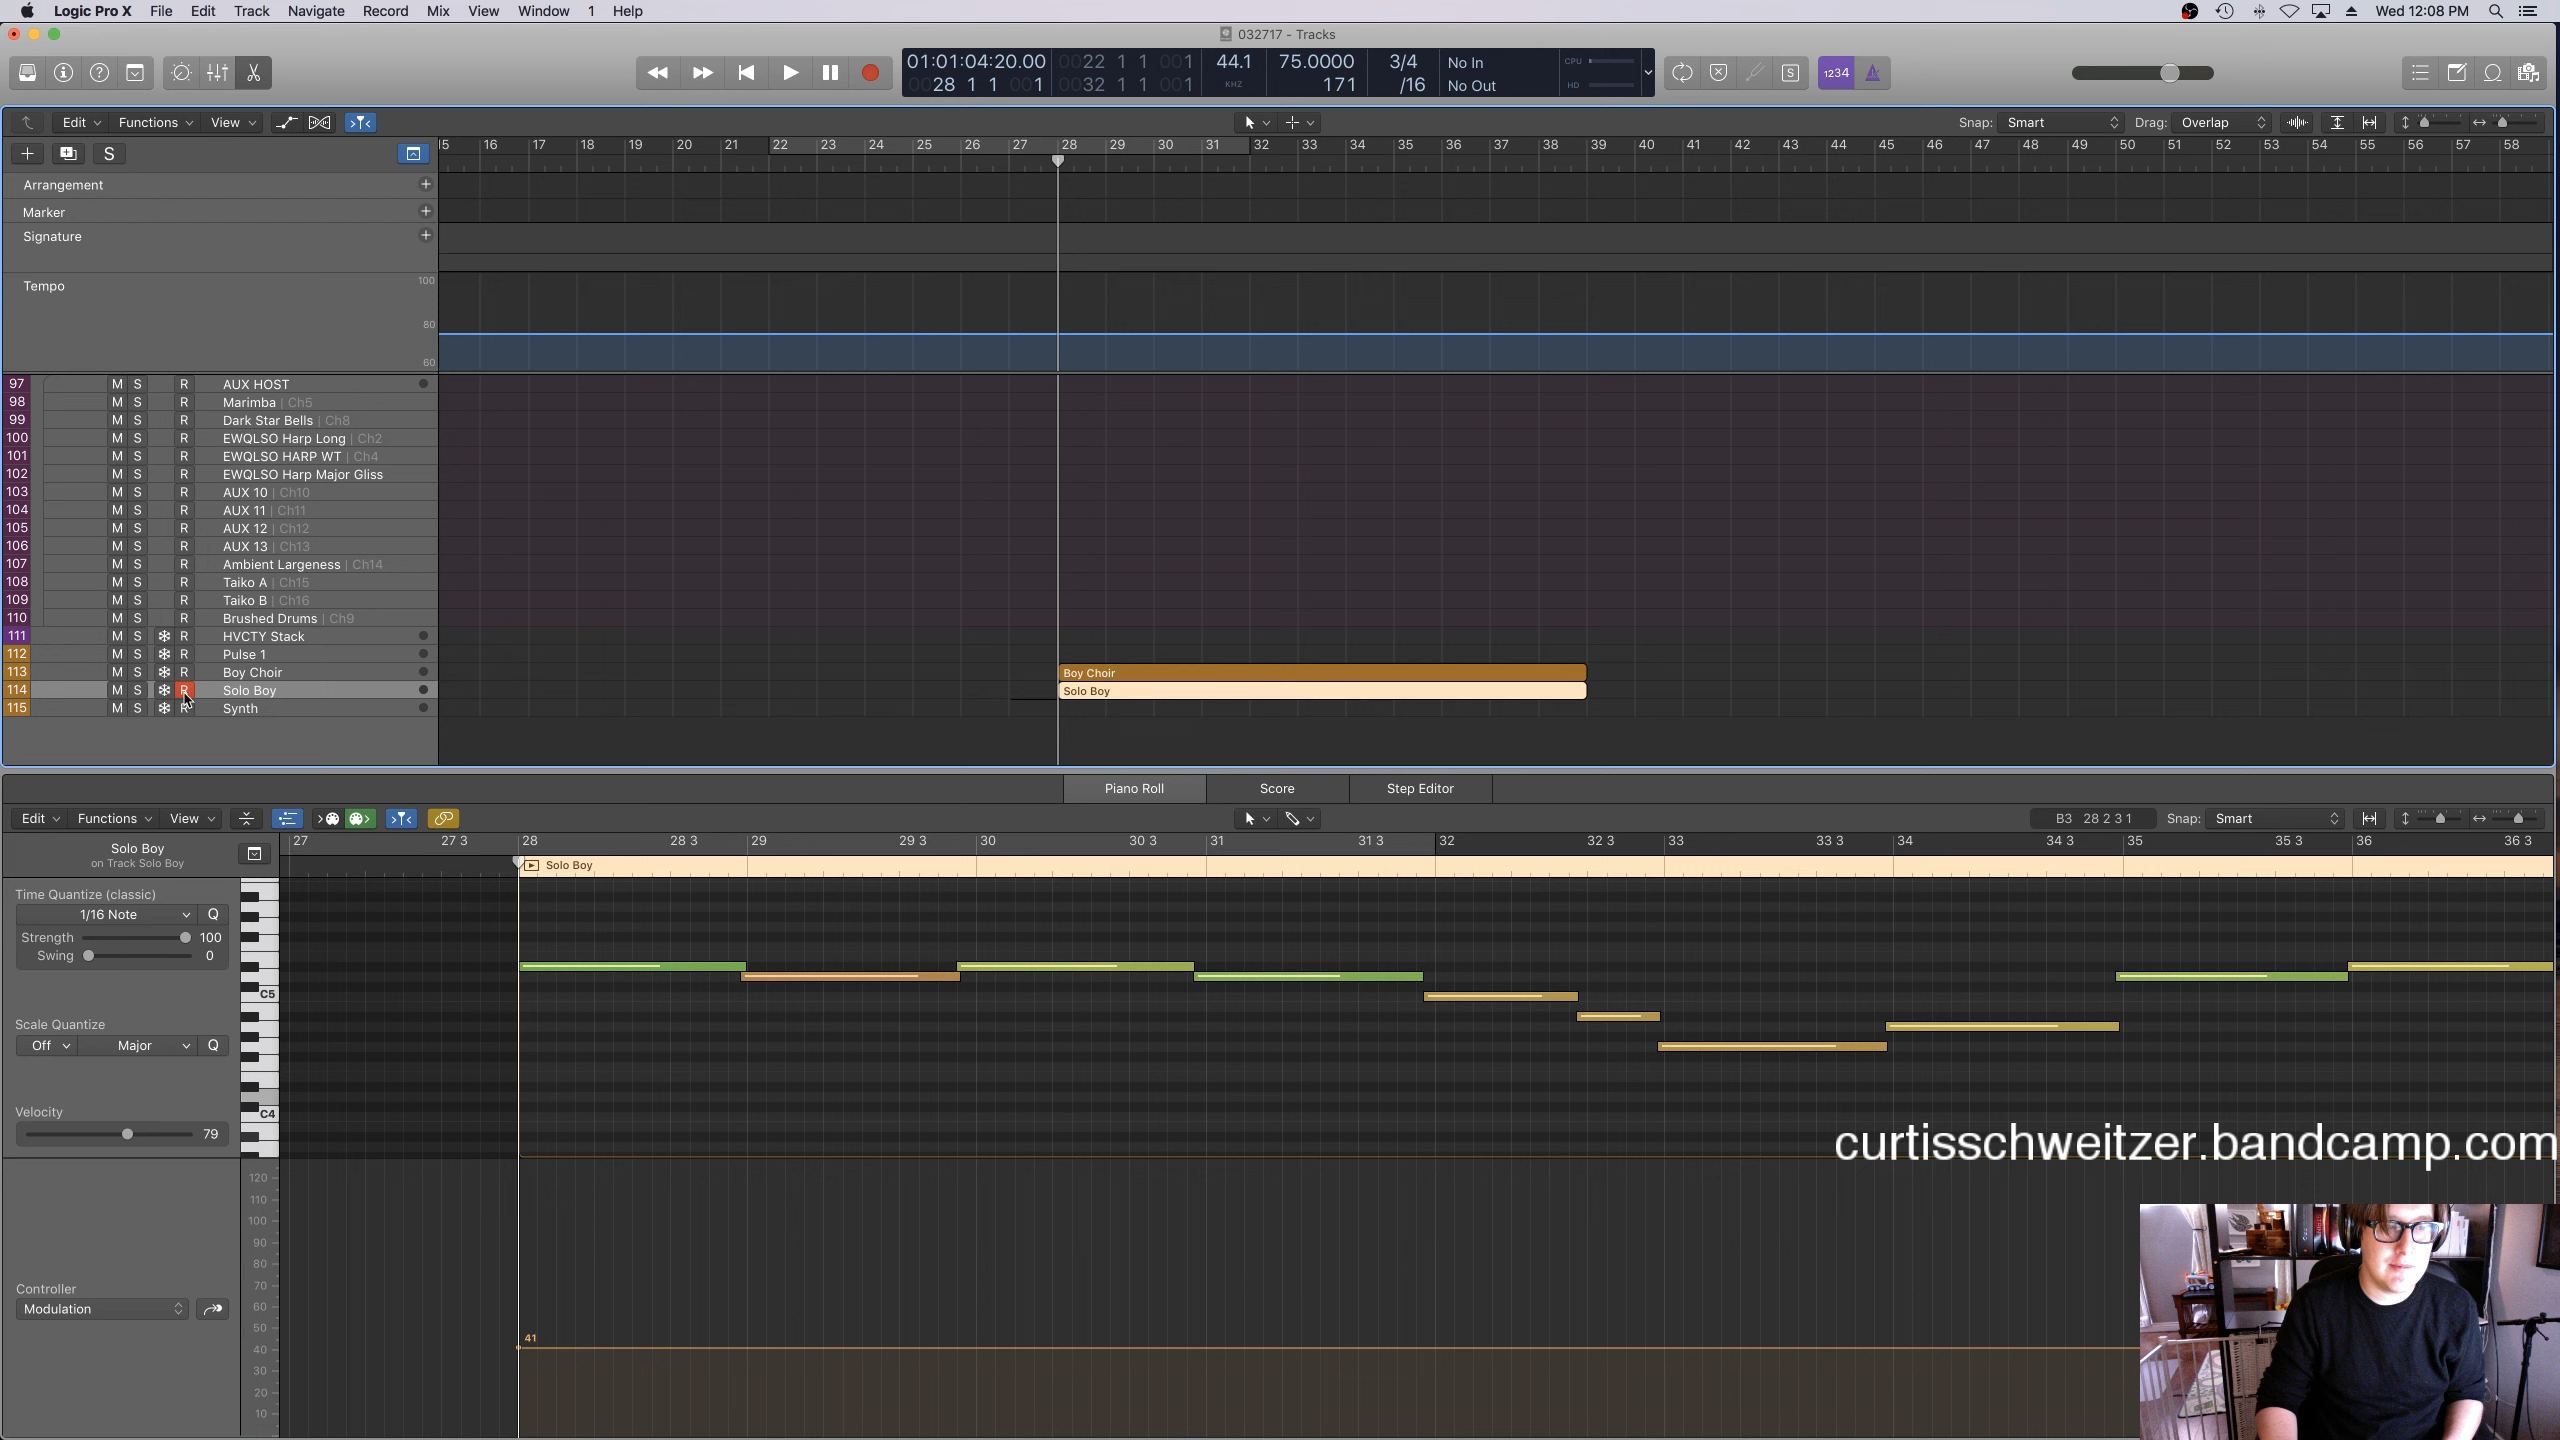 Logic Pro X File Edit Track Navigate Record Mix View Window 1 Help Wed 12:08 PM
032717 - Tracks
01:01:04:20.00 0022 1 1 001 44.1 75.0000 3/4 No In CPU
0028 1 1 001 0032 1 1 001 KHZ 171 /16 No Out HD
S 1234
Edit Functions View Snap: Smart Drag: Overlap
S 15 16 17 18 19 20 21 22 23 24 25 26 27 28 29 30 31 32 33 34 35 36 37 38 39 40 41 42 43 44 45 46 47 48 49 50 51 52 53 54 55 56 57 58
Arrangement
Marker
Signature
Tempo 100
80
60
97 M S R AUX HOST
98 M S R Marimba | Ch5
99 M S R Dark Star Bells | Ch8
100 M S R EWQLSO Harp Long | Ch2
101 M S R EWQLSO HARP WT | Ch4
102 M S R EWQLSO Harp Major Gliss
103 M S R AUX 10 | Ch10
104 M S R AUX 11 | Ch11
105 M S R AUX 12 | Ch12
106 M S R AUX 13 | Ch13
107 M S R Ambient Largeness | Ch14
108 M S R Taiko A | Ch15
109 M S R Taiko B | Ch16
110 M S R Brushed Drums | Ch9
111 M S R HVCTY Stack
112 M S R Pulse 1
113 M S R Boy Choir Boy Choir
114 M S R Solo Boy Solo Boy
115 M S R Synth
Piano Roll Score Step Editor
Edit Functions View B3 28 2 3 1 Snap: Smart
27 27 3 28 28 3 29 29 3 30 30 3 31 31 3 32 32 3 33 33 3 34 34 3 35 35 3 36 36 3
Solo Boy
on Track Solo Boy
Solo Boy
Time Quantize (classic)
1/16 Note Q
Strength 100
Swing 0
C5
Scale Quantize
Off Major Q
Velocity
C4
79
curtisschweitzer.bandcamp.com
120
110
100
90
80
70
60
50
40
30
20
10
Controller
Modulation
41